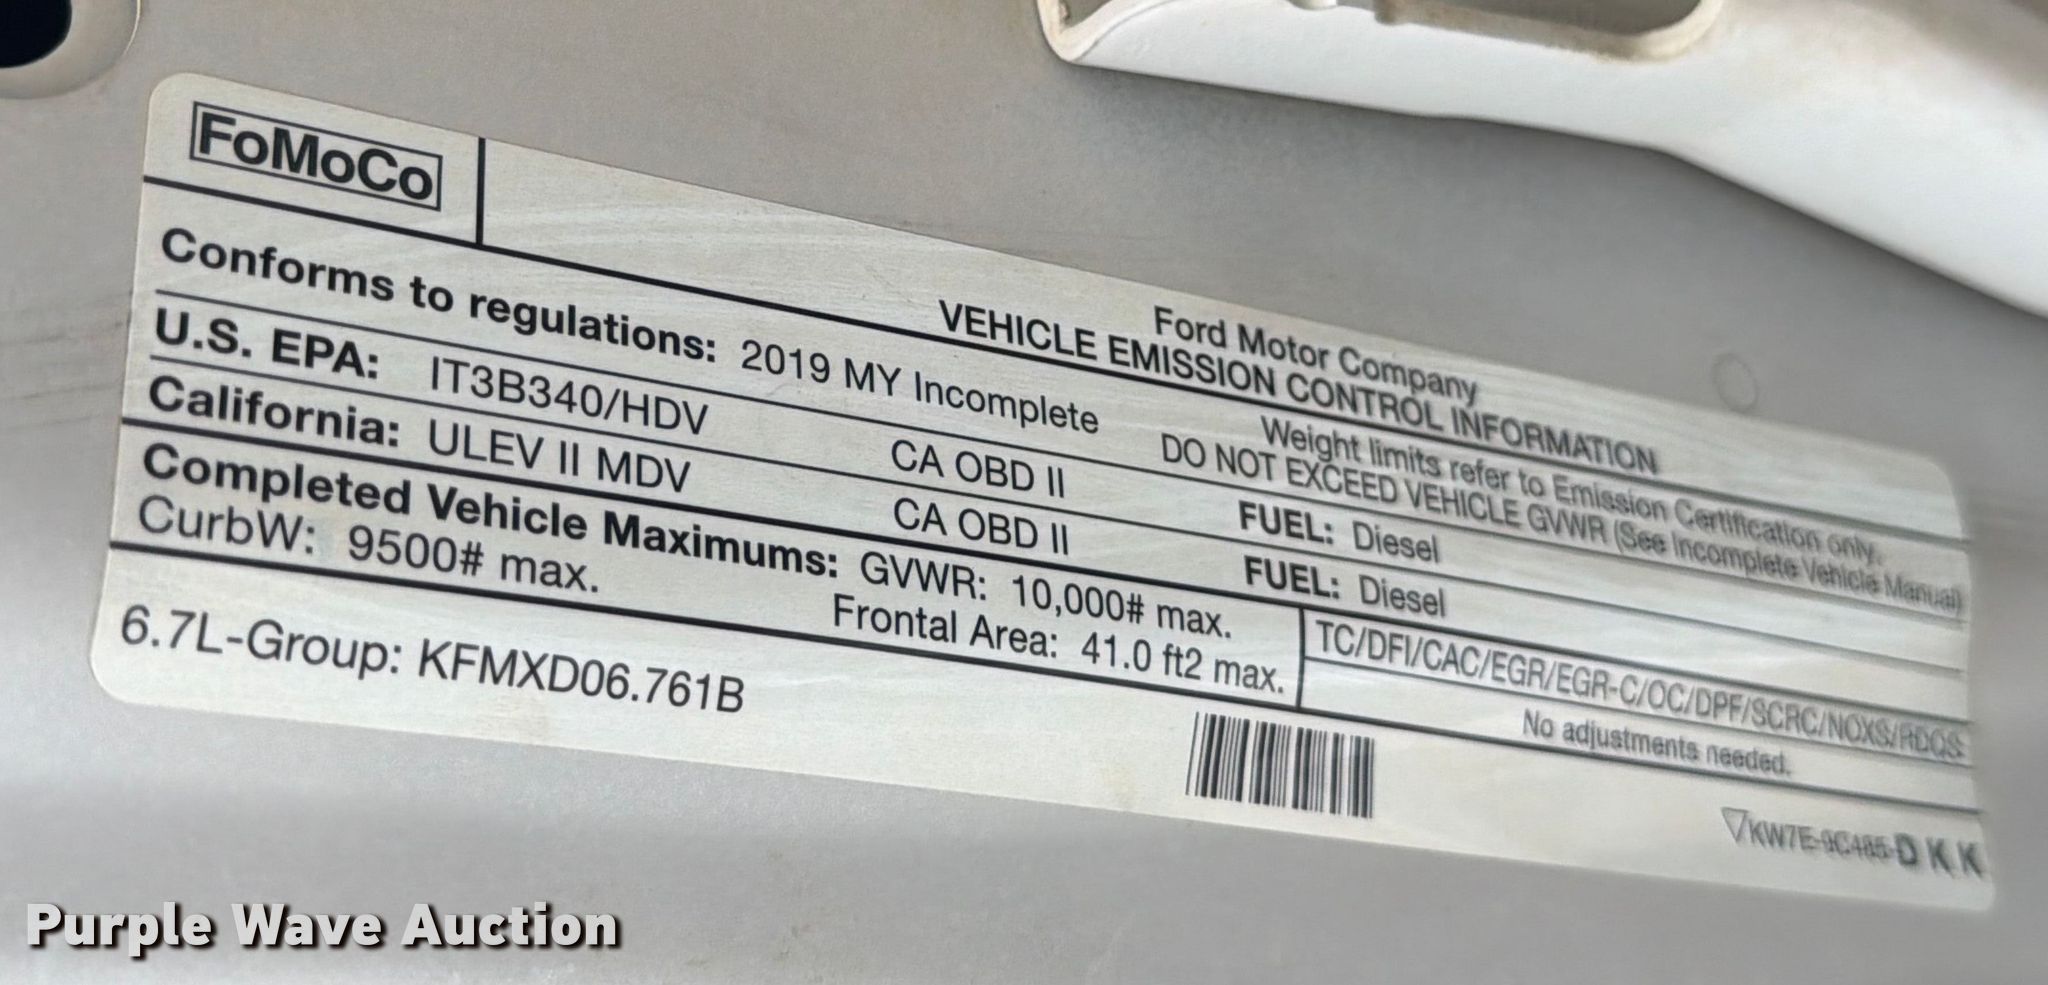 FoMoCo
Ford Motor Company
VEHICLE EMISSION CONTROL INFORMATION
Conforms to regulations: 2019 MY Incomplete
Weight limits refer to Emission Certification only.
DO NOT EXCEED VEHICLE GVWR (See Incomplete Vehicle Manual)
U.S. EPA: IT3B340/HDV CA OBD II FUEL: Diesel
California: ULEV II MDV CA OBD II FUEL: Diesel
Completed Vehicle Maximums: GVWR: 10,000# max.
CurbW: 9500# max. Frontal Area: 41.0 ft2 max.
TC/DFI/CAC/EGR/EGR-C/OC/DPF/SCRC/NOXS/RDQS
No adjustments needed.
6.7L-Group: KFMXD06.761B
KW7E-9C485-DKK
Purple Wave Auction